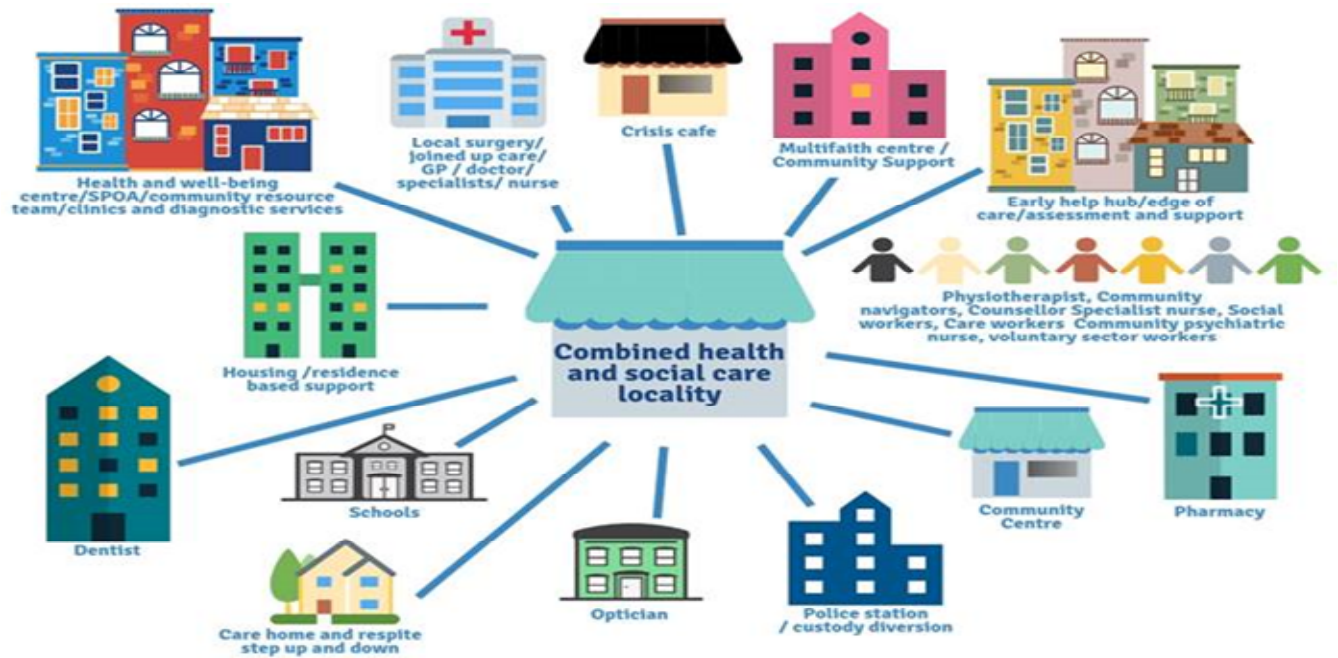 Health and well-being
centre/SPOA/community resource
team/clinics and diagnostic services
Local surgery/
joined up care/
GP / doctor/
specialists/ nurse
Crisis cafe
Multifaith centre /
Community Support
Early help hub/edge of
care/assessment and support
Physiotherapist, Community
navigators, Counsellor Specialist nurse, Social
workers, Care workers Community psychiatric
nurse, voluntary sector workers
Housing /residence
based support
Combined health
and social care
locality
Dentist
Schools
Care home and respite
step up and down
Optician
Police station
/ custody diversion
Community
Centre
Pharmacy